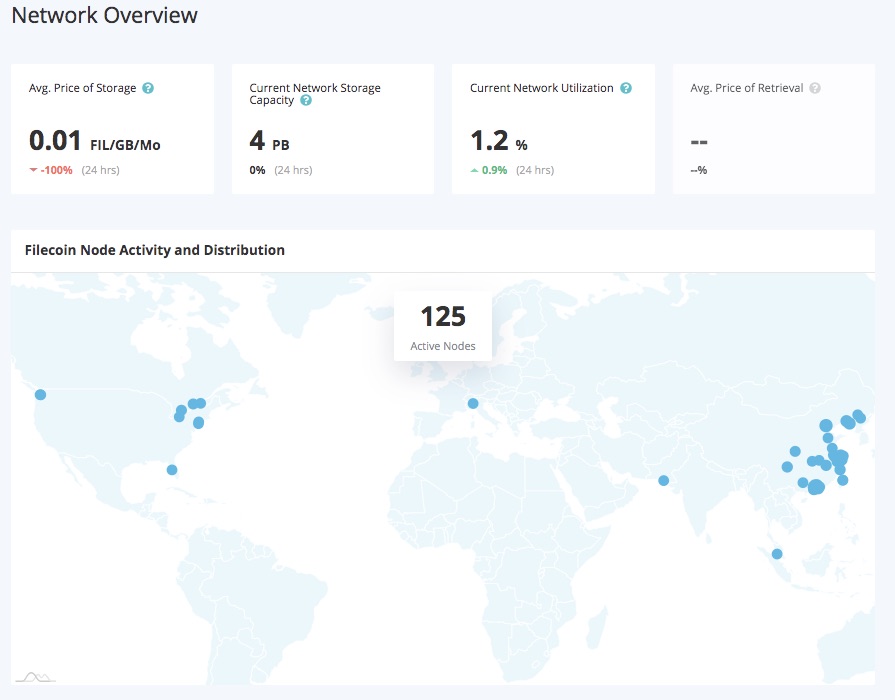 Network Overview
Avg. Price of Storage ?
0.01 FIL/GB/Mo
-100% (24 hrs)
Current Network Storage
Capacity ?
4 PB
0% (24 hrs)
Current Network Utilization ?
1.2 %
0.9% (24 hrs)
Avg. Price of Retrieval ?
--
--%
Filecoin Node Activity and Distribution
125
Active Nodes